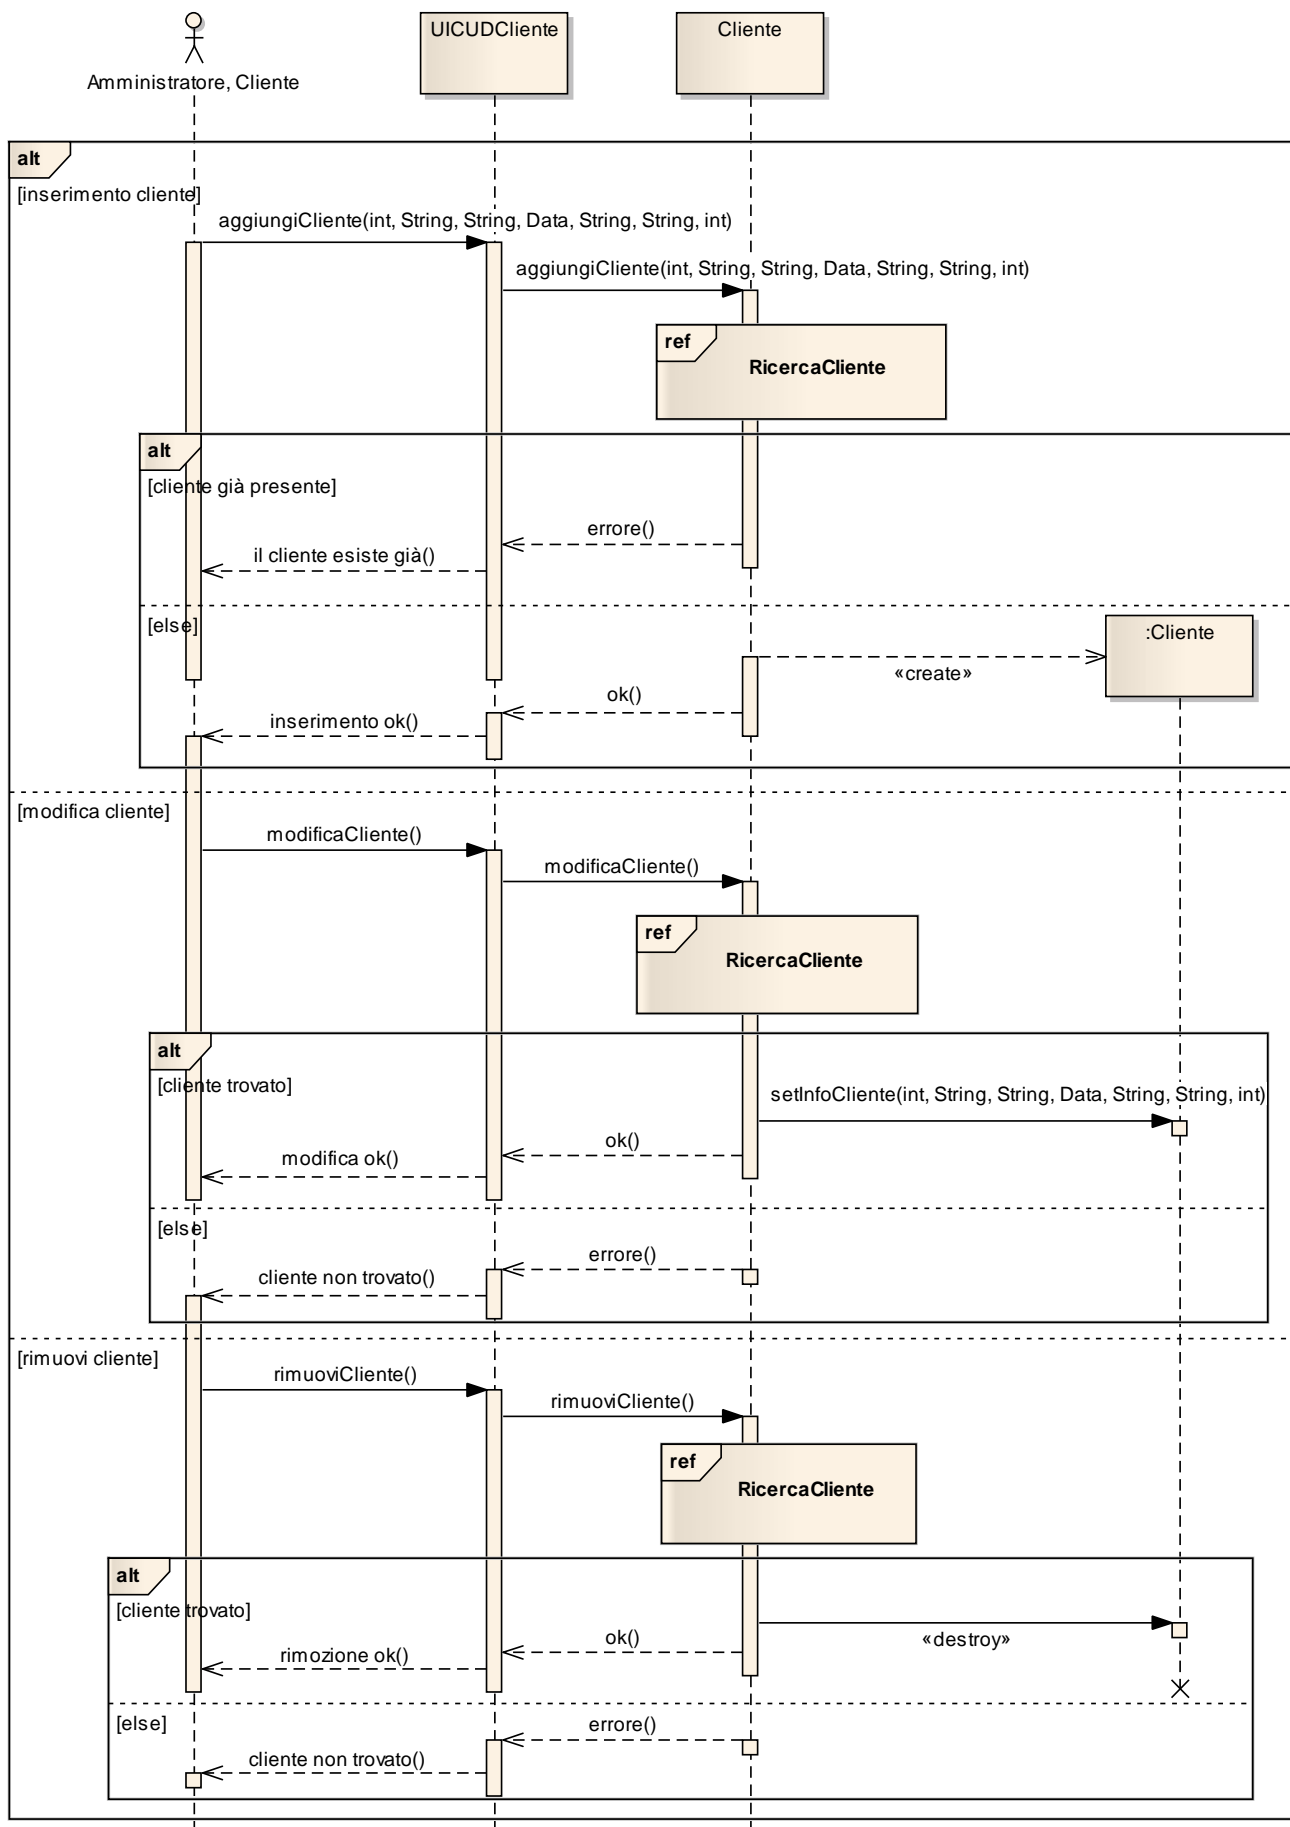 Amministratore, Cliente
UICUDCliente
Cliente
alt
[inserimento cliente]
aggiungiCliente(int, String, String, Data, String, String, int)
aggiungiCliente(int, String, String, Data, String, String, int)
ref
RicercaCliente
alt
[cliente già presente]
errore()
il cliente esiste già()
[else]
:Cliente
«create»
ok()
inserimento ok()
[modifica cliente]
modificaCliente()
modificaCliente()
ref
RicercaCliente
alt
[cliente trovato]
setInfoCliente(int, String, String, Data, String, String, int)
ok()
modifica ok()
[else]
errore()
cliente non trovato()
[rimuovi cliente]
rimuoviCliente()
rimuoviCliente()
ref
RicercaCliente
alt
[cliente trovato]
«destroy»
ok()
rimozione ok()
[else]
errore()
cliente non trovato()